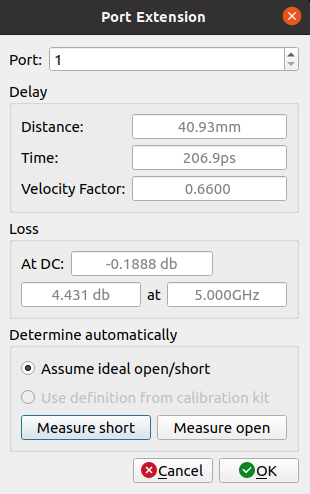 Port Extension
Port: 1
Delay
Distance: 40.93mm
Time: 206.9ps
Velocity Factor: 0.6600
Loss
At DC: -0.1888 db
4.431 db at 5.000GHz
Determine automatically
Assume ideal open/short
Use definition from calibration kit
Measure short Measure open
Cancel OK